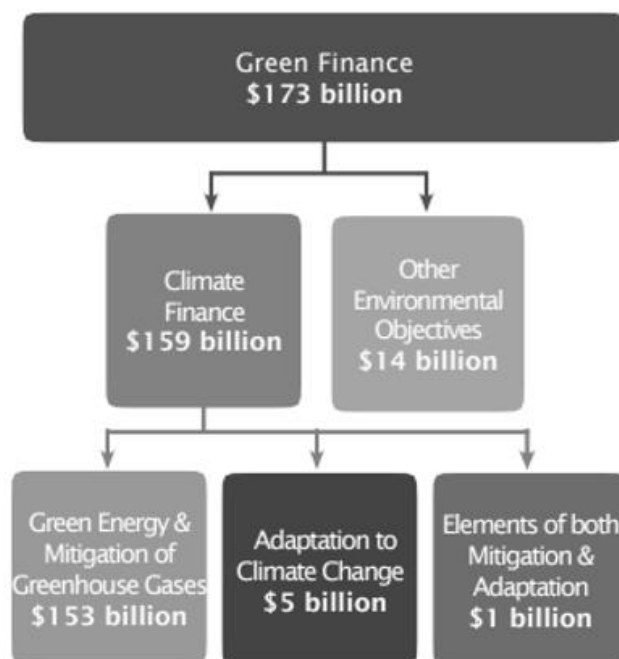 Green Finance
$173 billion
Climate
Finance
$159 billion
Other
Environmental
Objectives
$14 billion
Green Energy &
Mitigation of
Greenhouse Gases
$153 billion
Adaptation to
Climate Change
$5 billion
Elements of both
Mitigation &
Adaptation
$1 billion